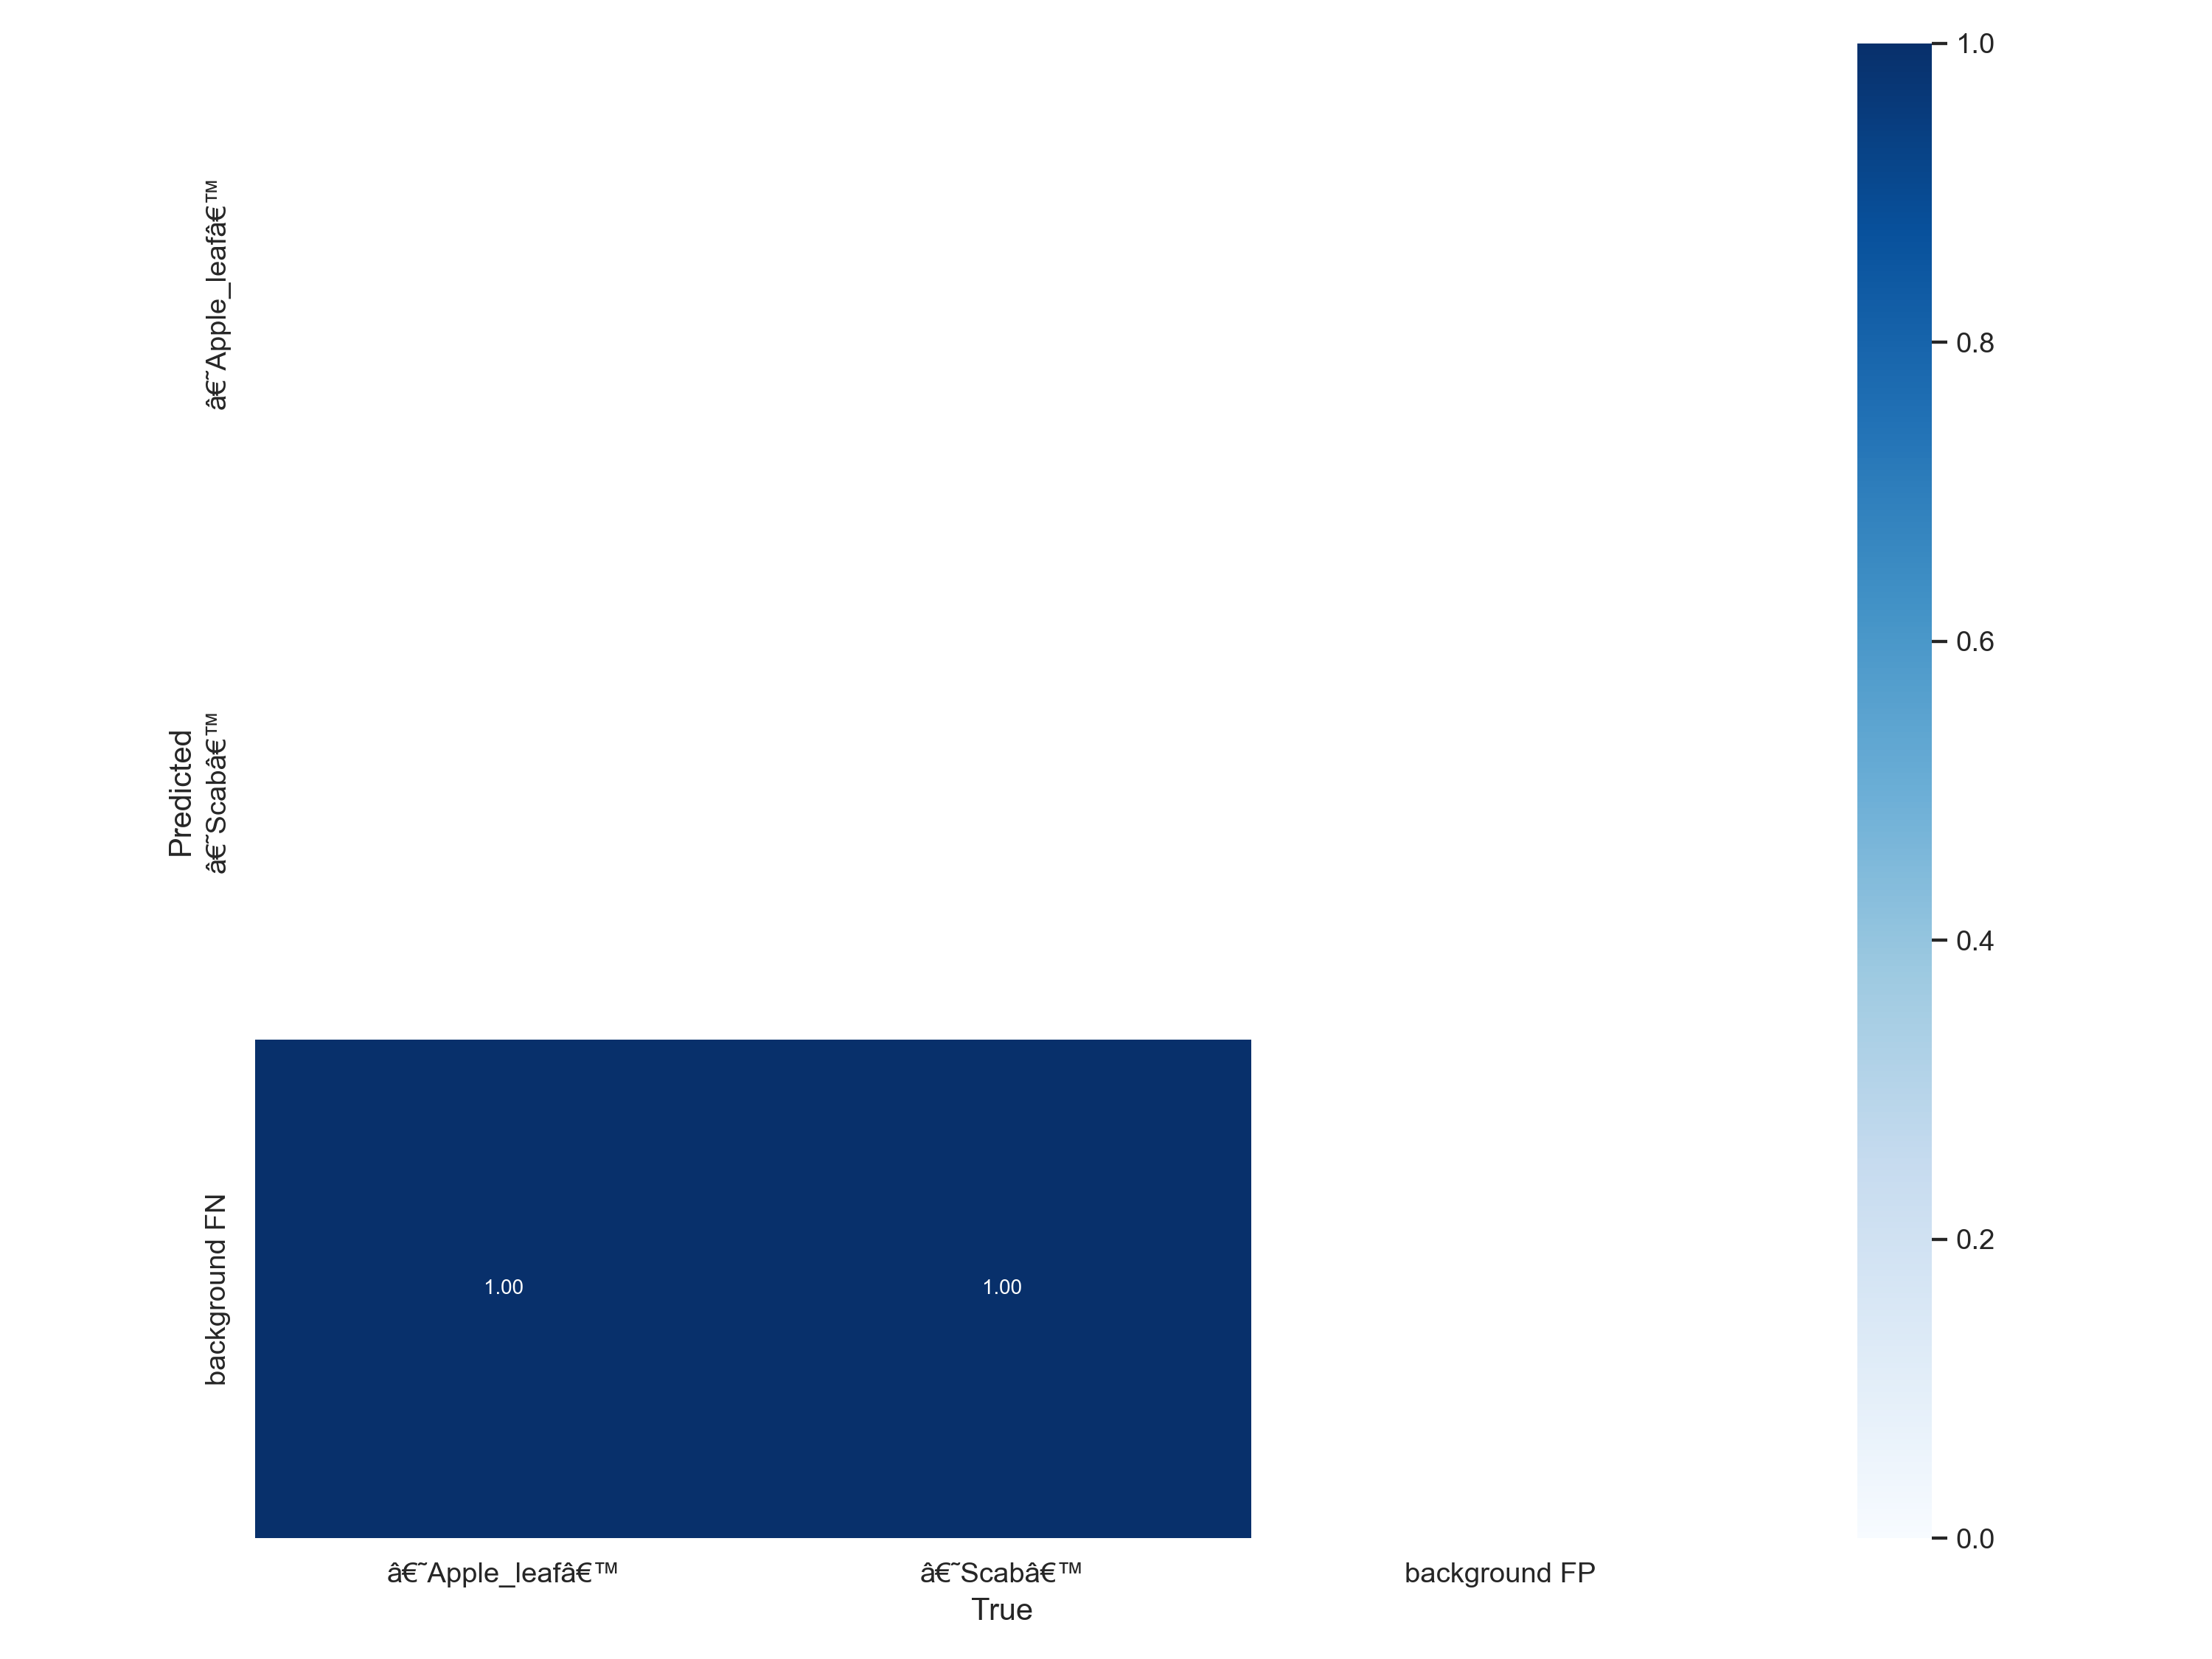 1.0
0.8
0.6
0.4
0.2
0.0
Predicted
â€˜Apple_leafâ€™
â€˜Scabâ€™
background FN
1.00
1.00
â€˜Apple_leafâ€™
â€˜Scabâ€™
background FP
True